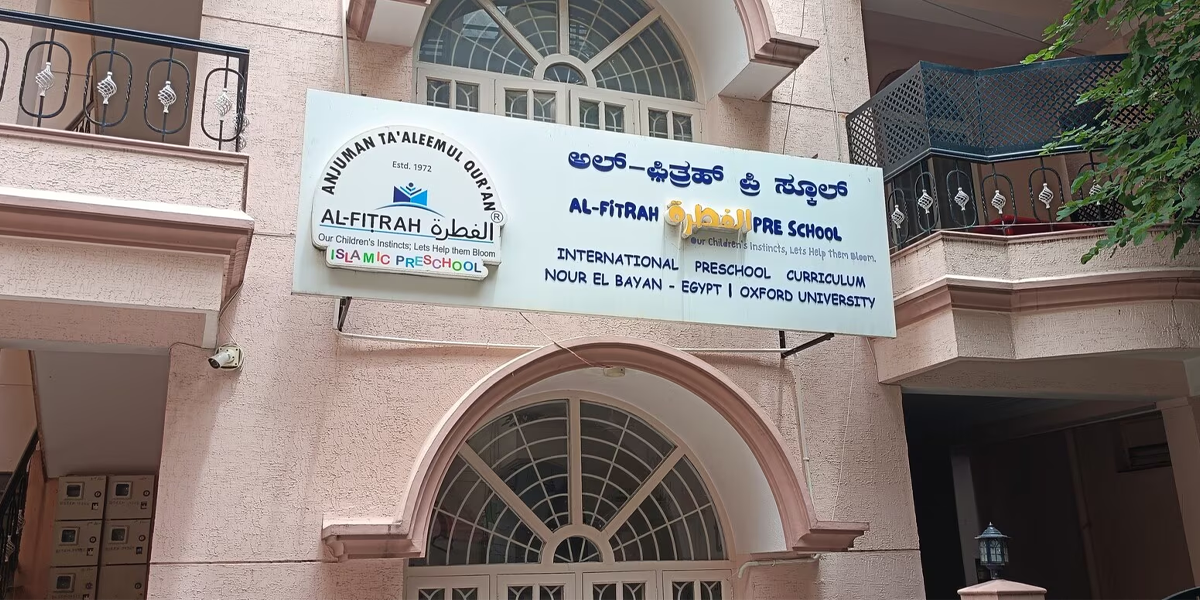 ANJUMAN TA'ALEEMUL QUR'AN
Estd. 1972
AL-FITRAH الفطرة ®
Our Children's Instincts; Lets Help them Bloom
ISLAMIC PRESCHOOL
ಅಲ್-ಫಿತ್ರಹ್ ಪ್ರಿ ಸ್ಕೂಲ್
AL-FITRAH الفطرة PRE SCHOOL
Our Children's Instincts, Lets Help them Bloom.
INTERNATIONAL PRESCHOOL CURRICULUM
NOUR EL BAYAN - EGYPT | OXFORD UNIVERSITY